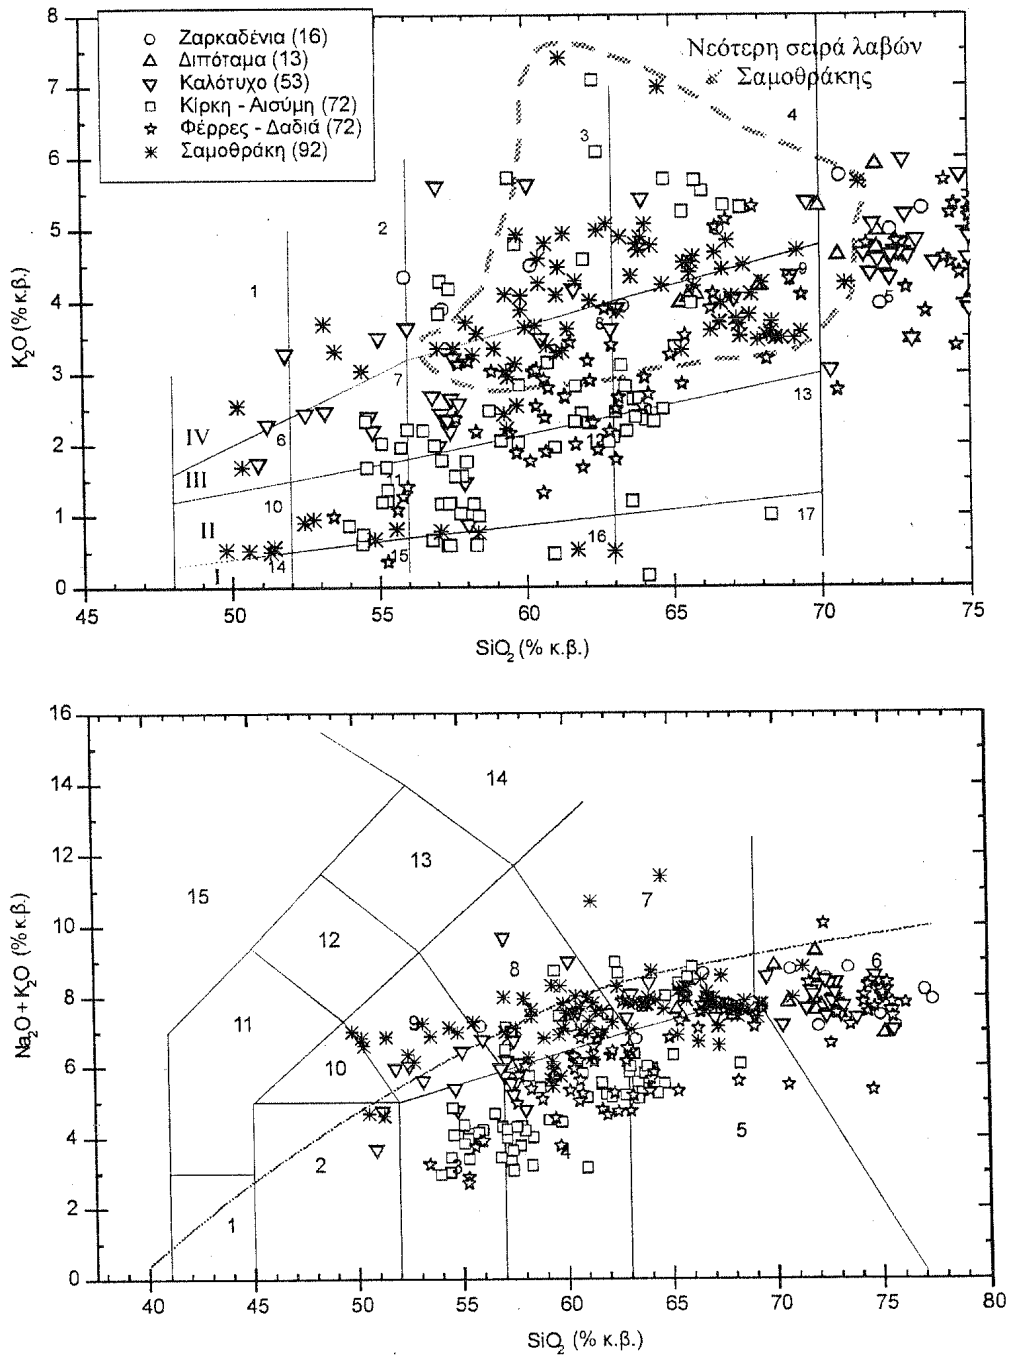 8
7
6
5
4
3
2
1
0
K₂O (% κ.β.)
Ζαρκαδένια (16)
Διπόταμα (13)
Καλότυχο (53)
Κίρκη - Αισύμη (72)
Φέρρες - Δαδιά (72)
Σαμοθράκη (92)
Νεότερη σειρά λαβών
Σαμοθράκης
4
3
2
1
9
8
5
7
IV
6
13
III
12
11
10
II
17
16
15
14
I
45 50 55 60 65 70 75
SiO₂ (% κ.β.)
16
14
12
10
8
6
4
2
0
Na₂O + K₂O (% κ.β.)
14
13
15
7
12
8
6
11
9
10
5
4
3
2
1
40 45 50 55 60 65 70 75 80
SiO₂ (% κ.β.)